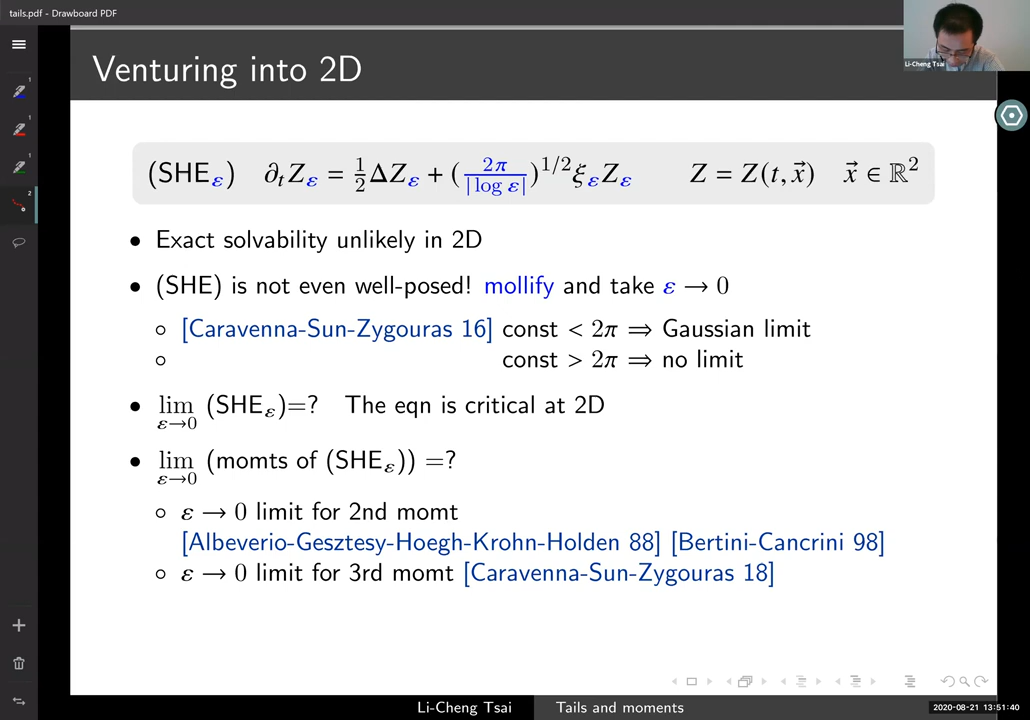 tails.pdf - Drawboard PDF
Li-Cheng Tsai
Venturing into 2D
(SHE_ε) ∂_t Z_ε = ½ΔZ_ε + (2π/|log ε|)^{1/2} ξ_ε Z_ε Z = Z(t, x⃗) x⃗ ∈ ℝ²
• Exact solvability unlikely in 2D
• (SHE) is not even well-posed! mollify and take ε → 0
◦ [Caravenna-Sun-Zygouras 16] const < 2π ⇒ Gaussian limit
◦ const > 2π ⇒ no limit
• lim_{ε→0} (SHE_ε)=? The eqn is critical at 2D
• lim_{ε→0} (momts of (SHE_ε)) =?
◦ ε → 0 limit for 2nd momt
[Albeverio-Gesztesy-Hoegh-Krohn-Holden 88] [Bertini-Cancrini 98]
◦ ε → 0 limit for 3rd momt [Caravenna-Sun-Zygouras 18]
Li-Cheng Tsai Tails and moments
2020-08-21 13:51:40